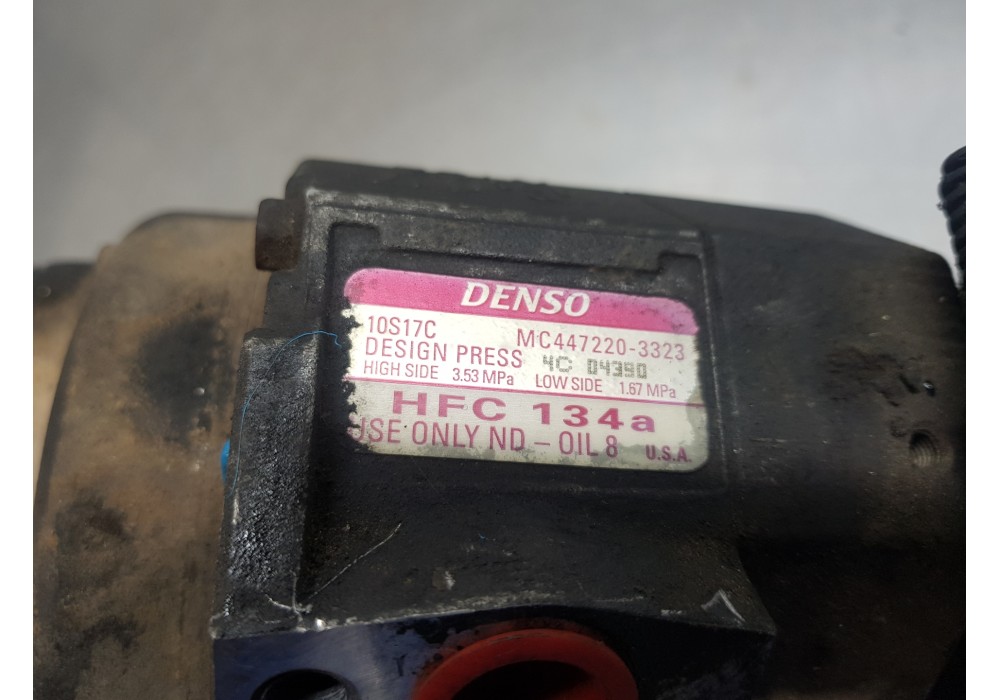 DENSO
10S17C MC447220-3323
DESIGN PRESS 4C 04390
HIGH SIDE 3.53 MPa LOW SIDE 1.67 MPa
HFC 134a
USE ONLY ND - OIL 8 U.S.A.